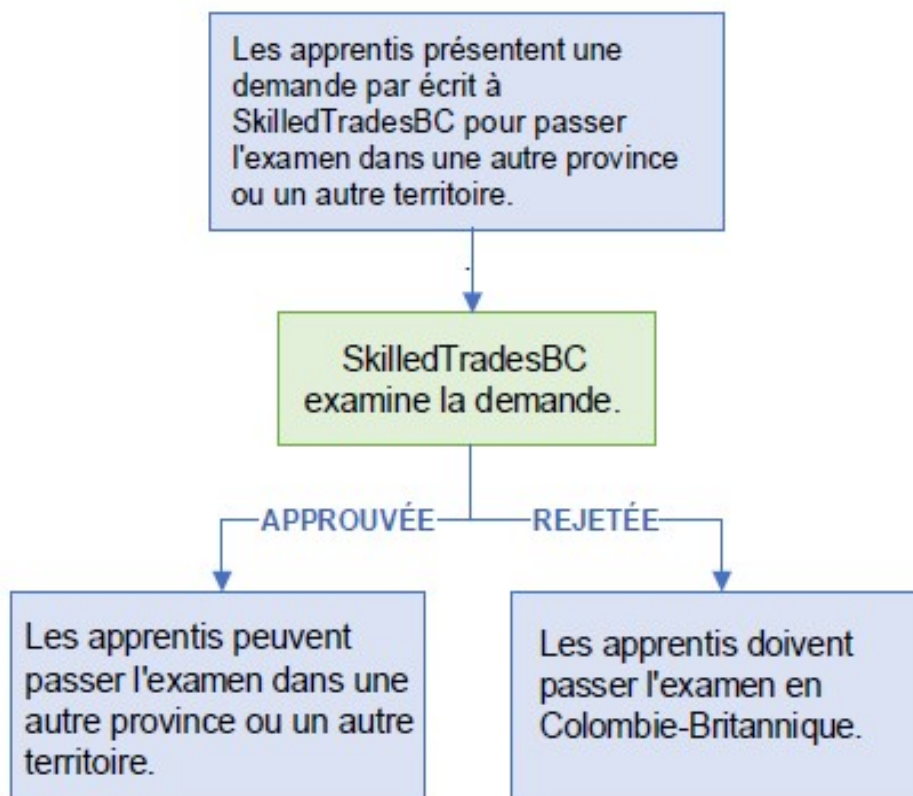 Les apprentis présentent une
demande par écrit à
SkilledTradesBC pour passer
l'examen dans une autre province
ou un autre territoire.
SkilledTradesBC
examine la demande.
APPROUVÉE
REJETÉE
Les apprentis peuvent
passer l'examen dans une
autre province ou un autre
territoire.
Les apprentis doivent
passer l'examen en
Colombie-Britannique.